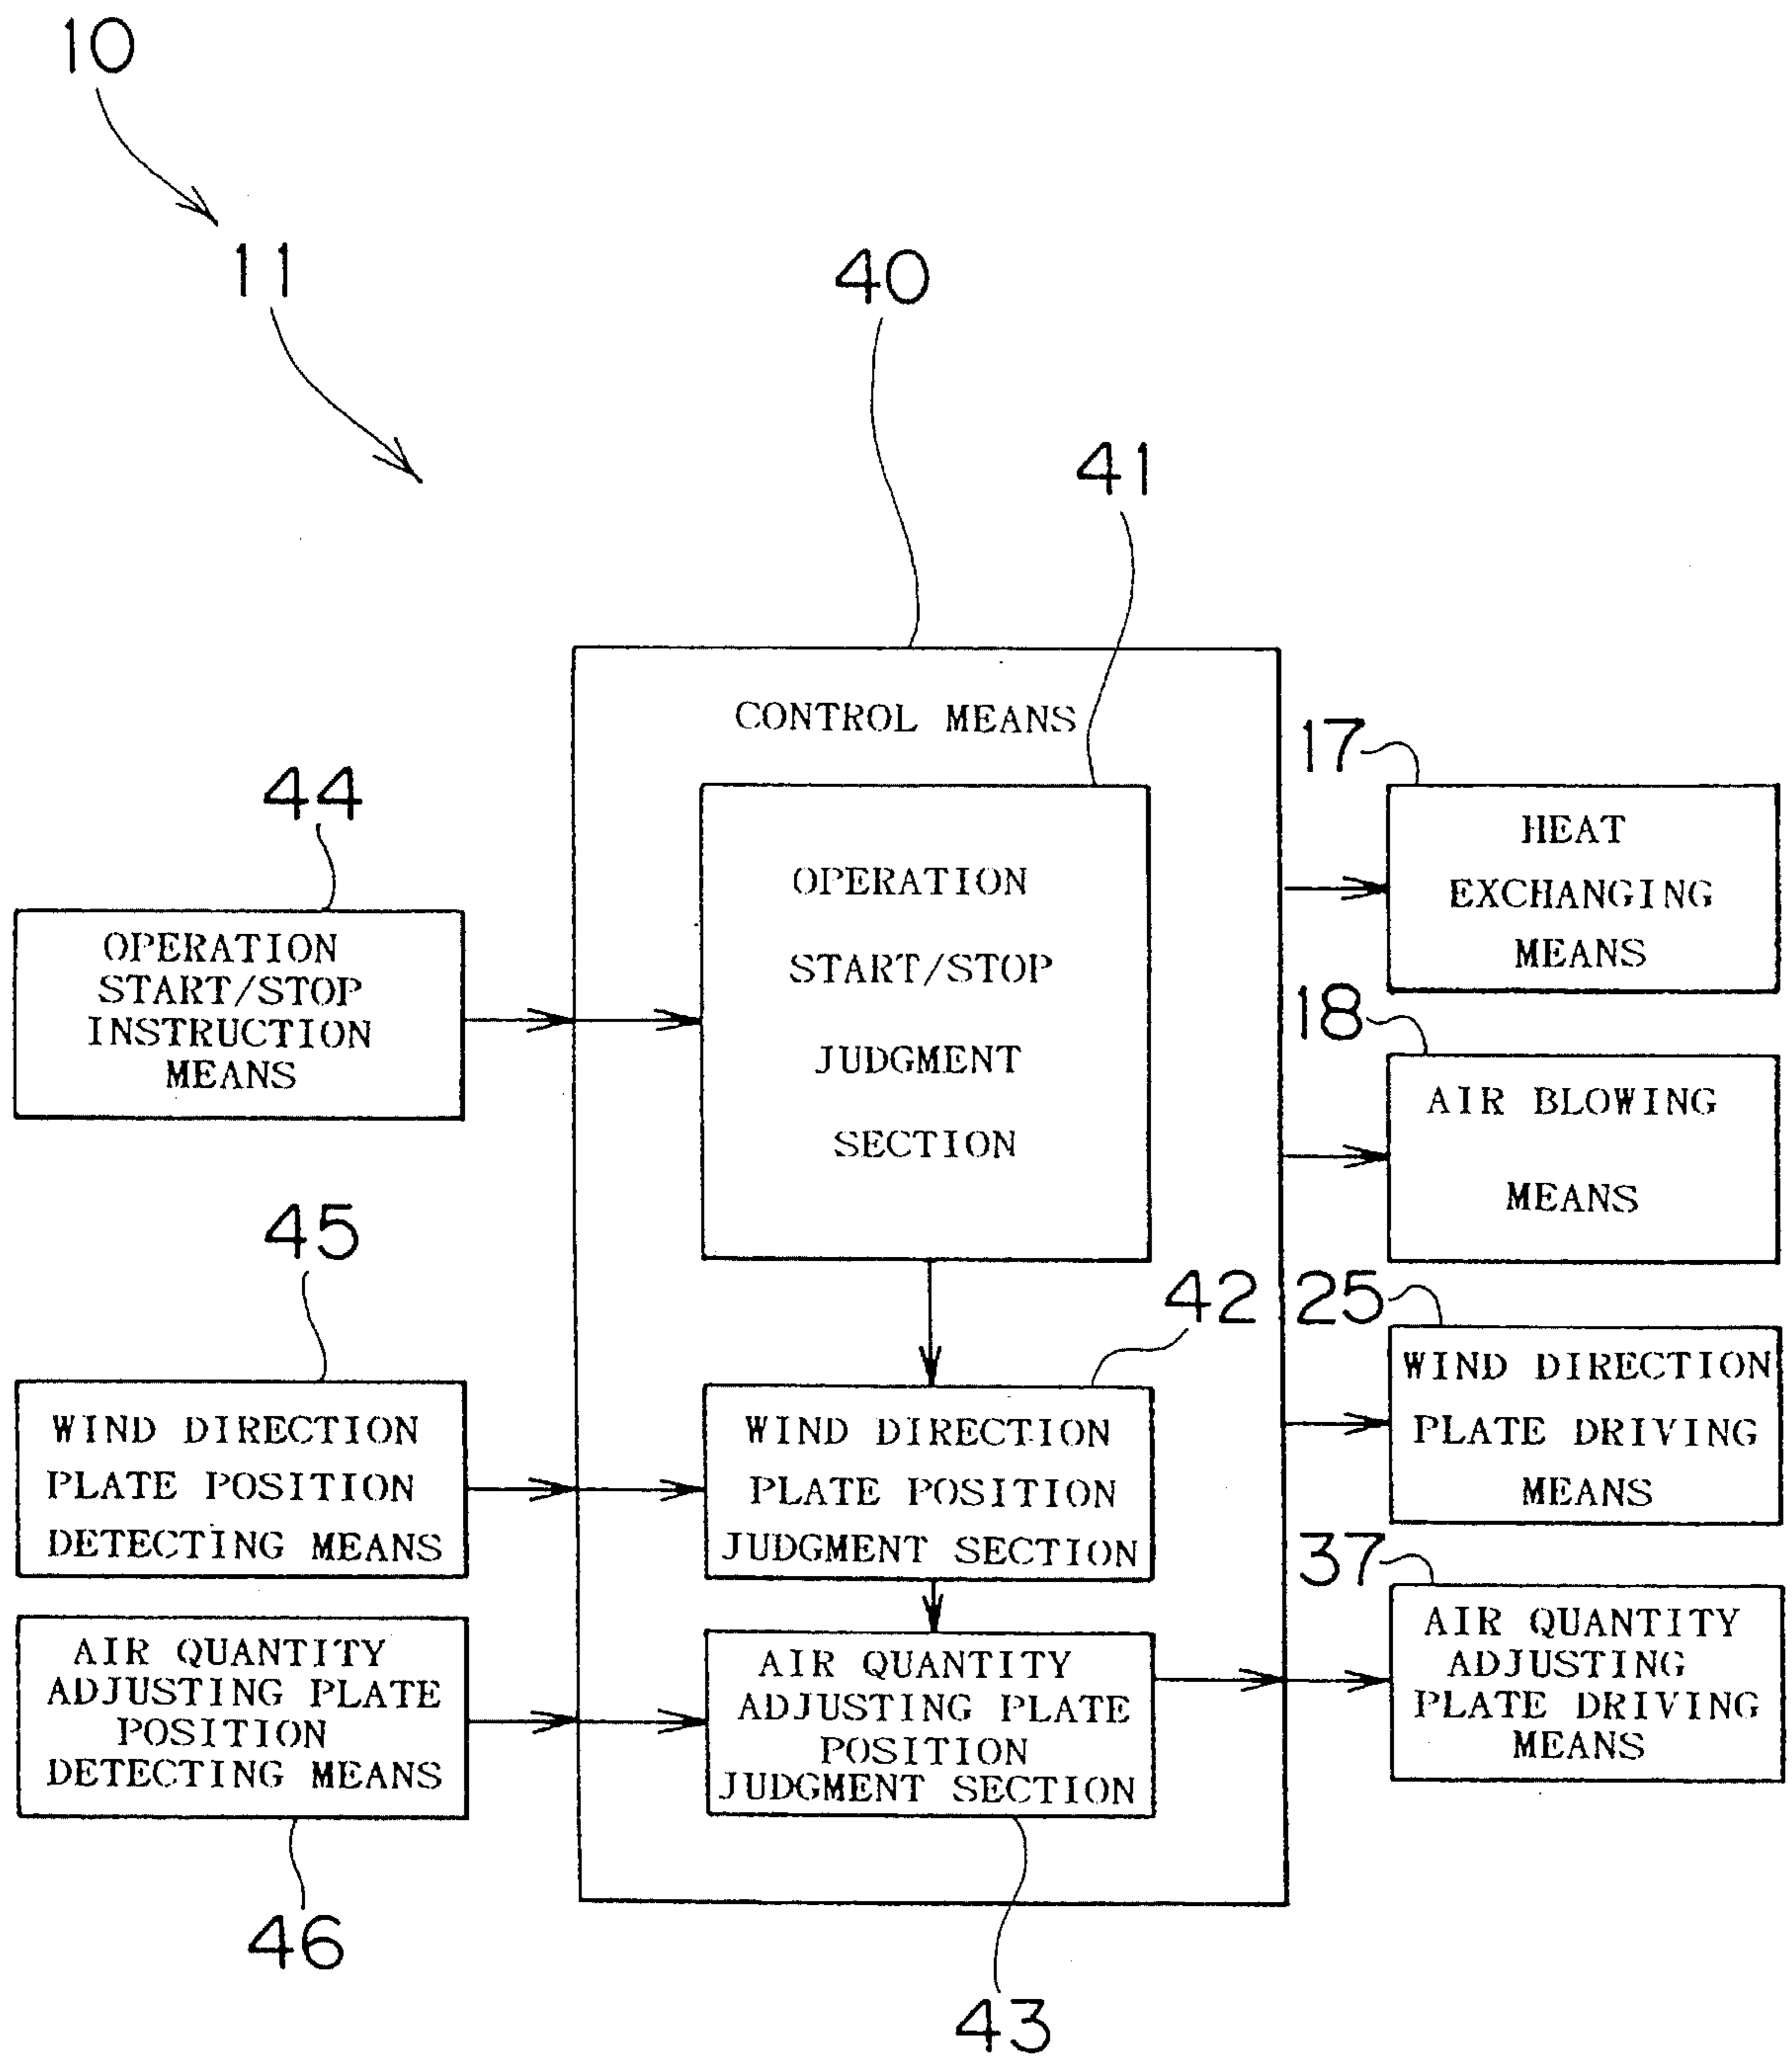 10
11
40
41
CONTROL MEANS
44
OPERATION
START/STOP
INSTRUCTION
MEANS
OPERATION
START/STOP
JUDGMENT
SECTION
17
HEAT
EXCHANGING
MEANS
18
AIR BLOWING
MEANS
45
WIND DIRECTION
PLATE POSITION
DETECTING MEANS
42
WIND DIRECTION
PLATE POSITION
JUDGMENT SECTION
25
WIND DIRECTION
PLATE DRIVING
MEANS
AIR QUANTITY
ADJUSTING PLATE
POSITION
DETECTING MEANS
46
AIR QUANTITY
ADJUSTING PLATE
POSITION
JUDGMENT SECTION
43
37
AIR QUANTITY
ADJUSTING
PLATE DRIVING
MEANS